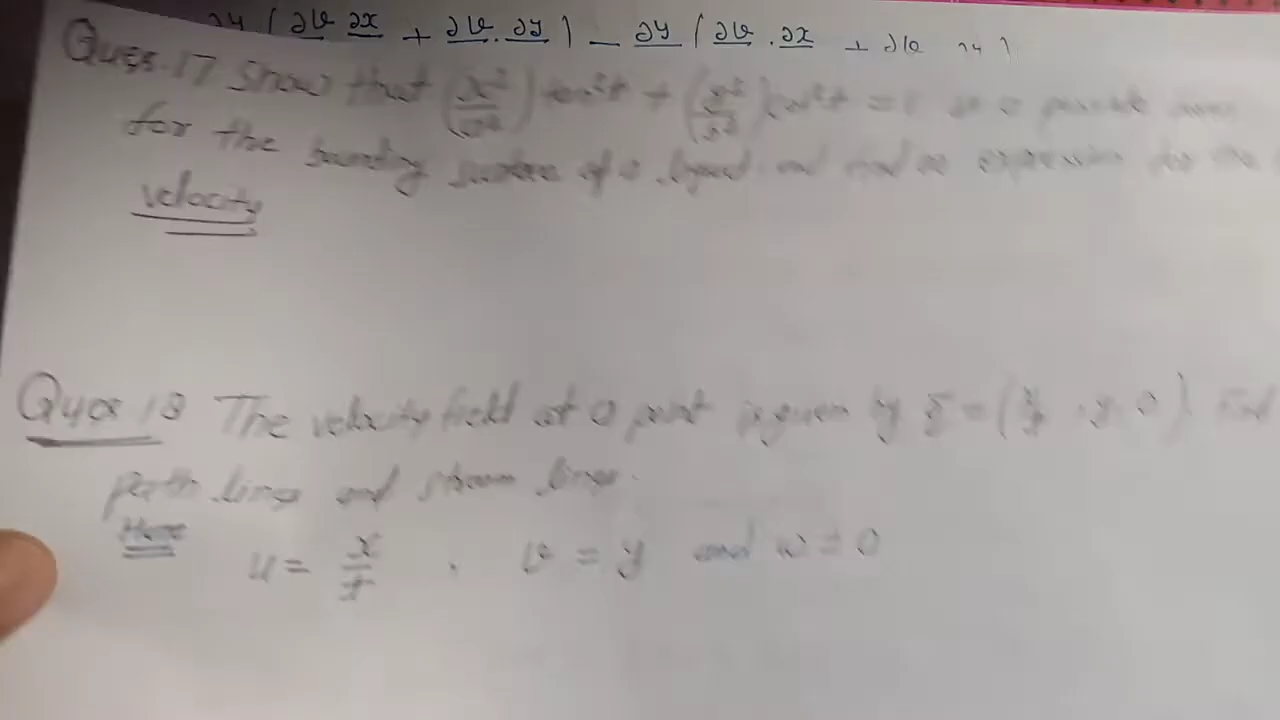 ∂y ( ∂v ∂x + ∂v . ∂y ) - ∂y ( ∂v . ∂x + ∂v
Ques. 17 Show that (x²/a²) tan²t + (y²/b²) cot²t = 1 is a possible
for the boundary surface of a liquid and find an expression for the
velocity
Ques 18 The velocity field at a point is given by = (x/t , y, 0). Find
path lines and stream lines.
Here
u = x/t , v = y and w = 0